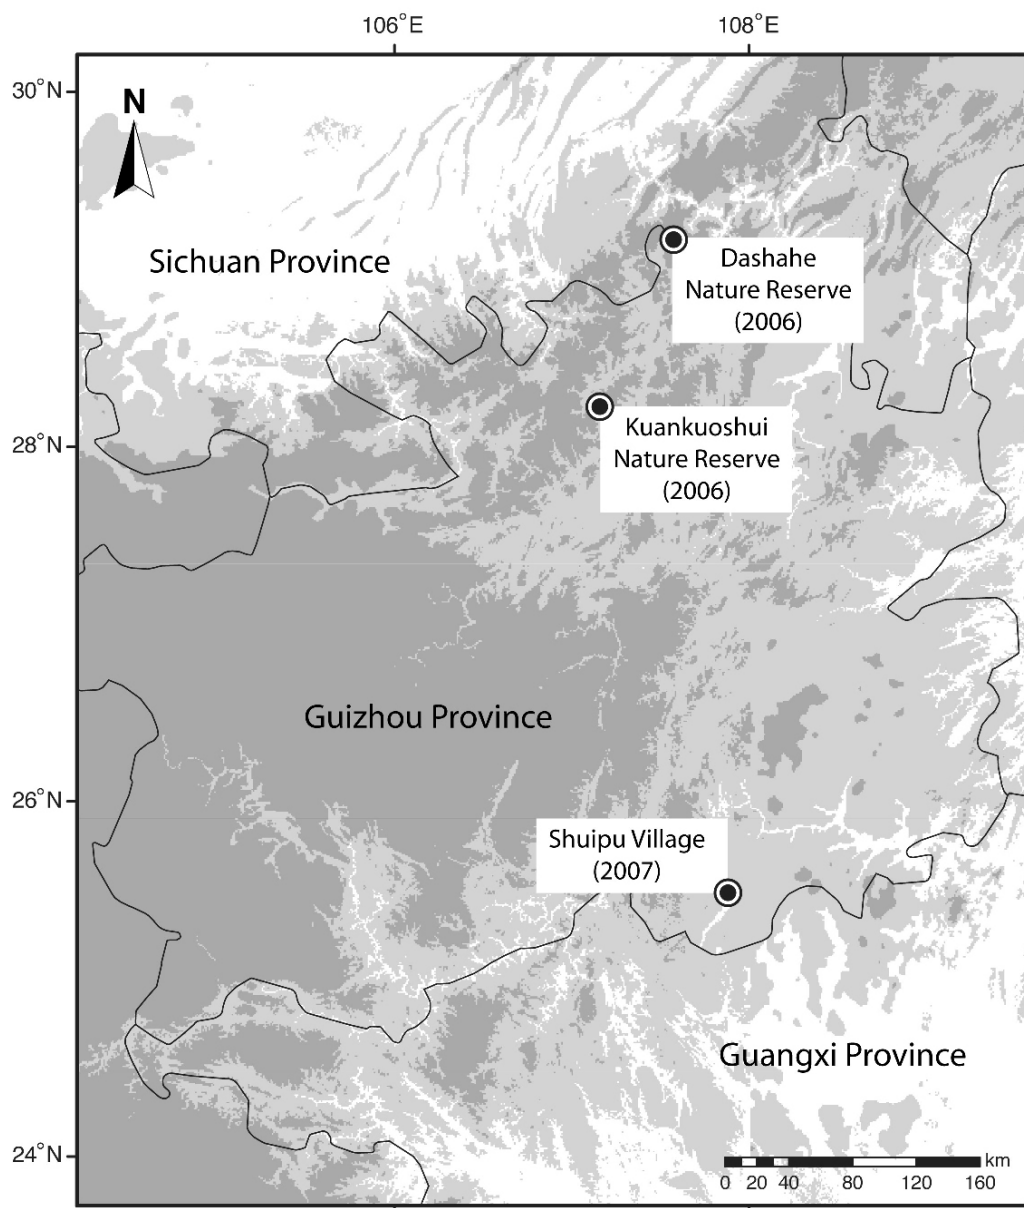 106°E 108°E
30°N
N
Sichuan Province
Dashahe
Nature Reserve
(2006)
28°N
Kuankuoshui
Nature Reserve
(2006)
Guizhou Province
26°N
Shuipu Village
(2007)
Guangxi Province
24°N
km
0 20 40 80 120 160